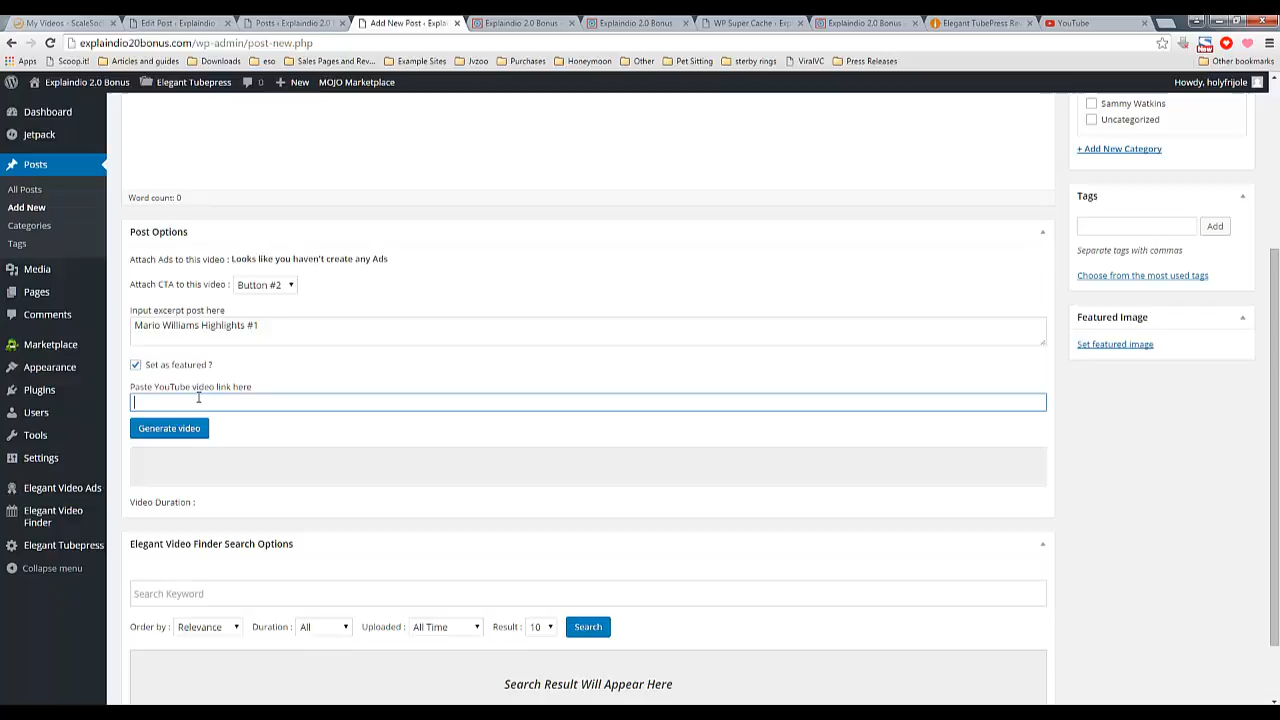 My Videos - ScaleSoc
Edit Post ‹ Explaindio
Posts ‹ Explaindio 2.0 B
Add New Post ‹ Expla
Explaindio 2.0 Bonus
Explaindio 2.0 Bonus
WP Super Cache ‹ Expl
Explaindio 2.0 Bonus
Elegant TubePress Re
YouTube
explaindio20bonus.com/wp-admin/post-new.php
Apps
Scoop.it!
Articles and guides
Downloads
eso
Sales Pages and Rev...
Example Sites
Jvzoo
Purchases
Honeymoon
Other
Pet Sitting
sterby rings
ViralVC
Press Releases
Other bookmarks
Explaindio 2.0 Bonus
Elegant Tubepress
0
New
MOJO Marketplace
Howdy, holyfrijole
Dashboard
Jetpack
Posts
All Posts
Add New
Categories
Tags
Media
Pages
Comments
Marketplace
Appearance
Plugins
Users
Tools
Settings
Elegant Video Ads
Elegant Video
Finder
Elegant Tubepress
Collapse menu
Word count: 0
Post Options
Attach Ads to this video : Looks like you haven't create any Ads
Attach CTA to this video : Button #2
Input excerpt post here
Mario Williams Highlights #1
Set as featured ?
Paste YouTube video link here
Generate video
Video Duration :
Elegant Video Finder Search Options
Search Keyword
Order by : Relevance Duration : All Uploaded : All Time Result : 10 Search
Search Result Will Appear Here
Sammy Watkins
Uncategorized
+ Add New Category
Tags
Add
Separate tags with commas
Choose from the most used tags
Featured Image
Set featured image